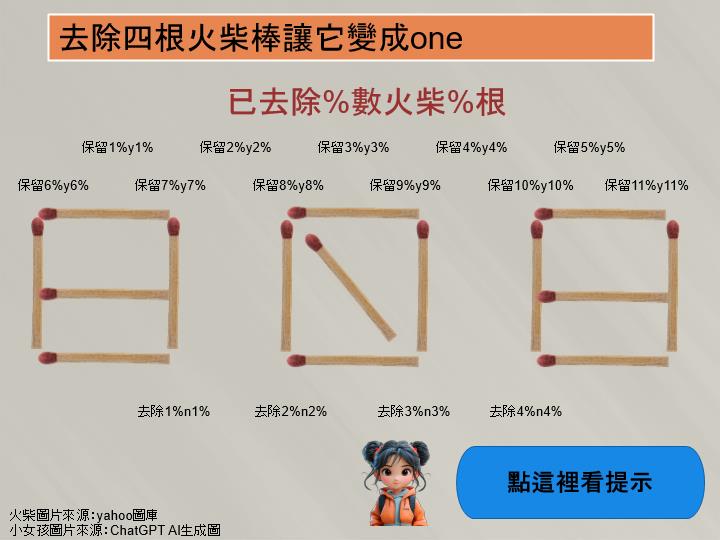 去除四根火柴棒讓它變成one
已去除%數火柴%根
保留1%y1% 保留2%y2% 保留3%y3% 保留4%y4% 保留5%y5%
保留6%y6% 保留7%y7% 保留8%y8% 保留9%y9% 保留10%y10% 保留11%y11%
去除1%n1% 去除2%n2% 去除3%n3% 去除4%n4%
點這裡看提示
火柴圖片來源:yahoo圖庫
小女孩圖片來源:ChatGPT AI生成圖